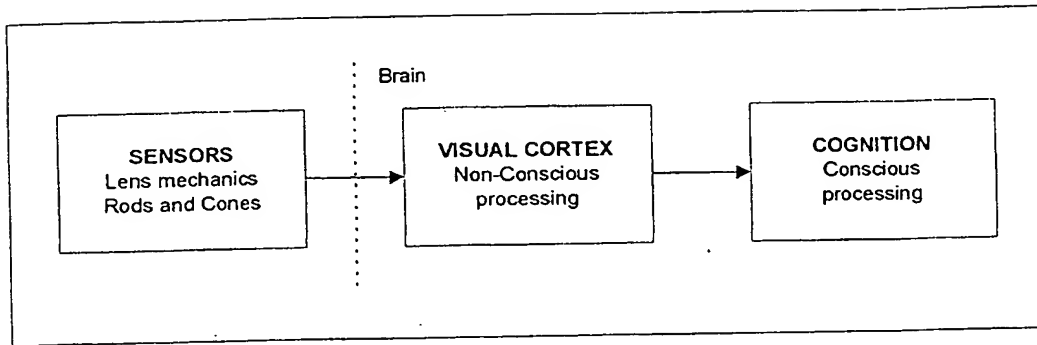 Brain
SENSORS
Lens mechanics
Rods and Cones
VISUAL CORTEX
Non-Conscious
processing
COGNITION
Conscious
processing